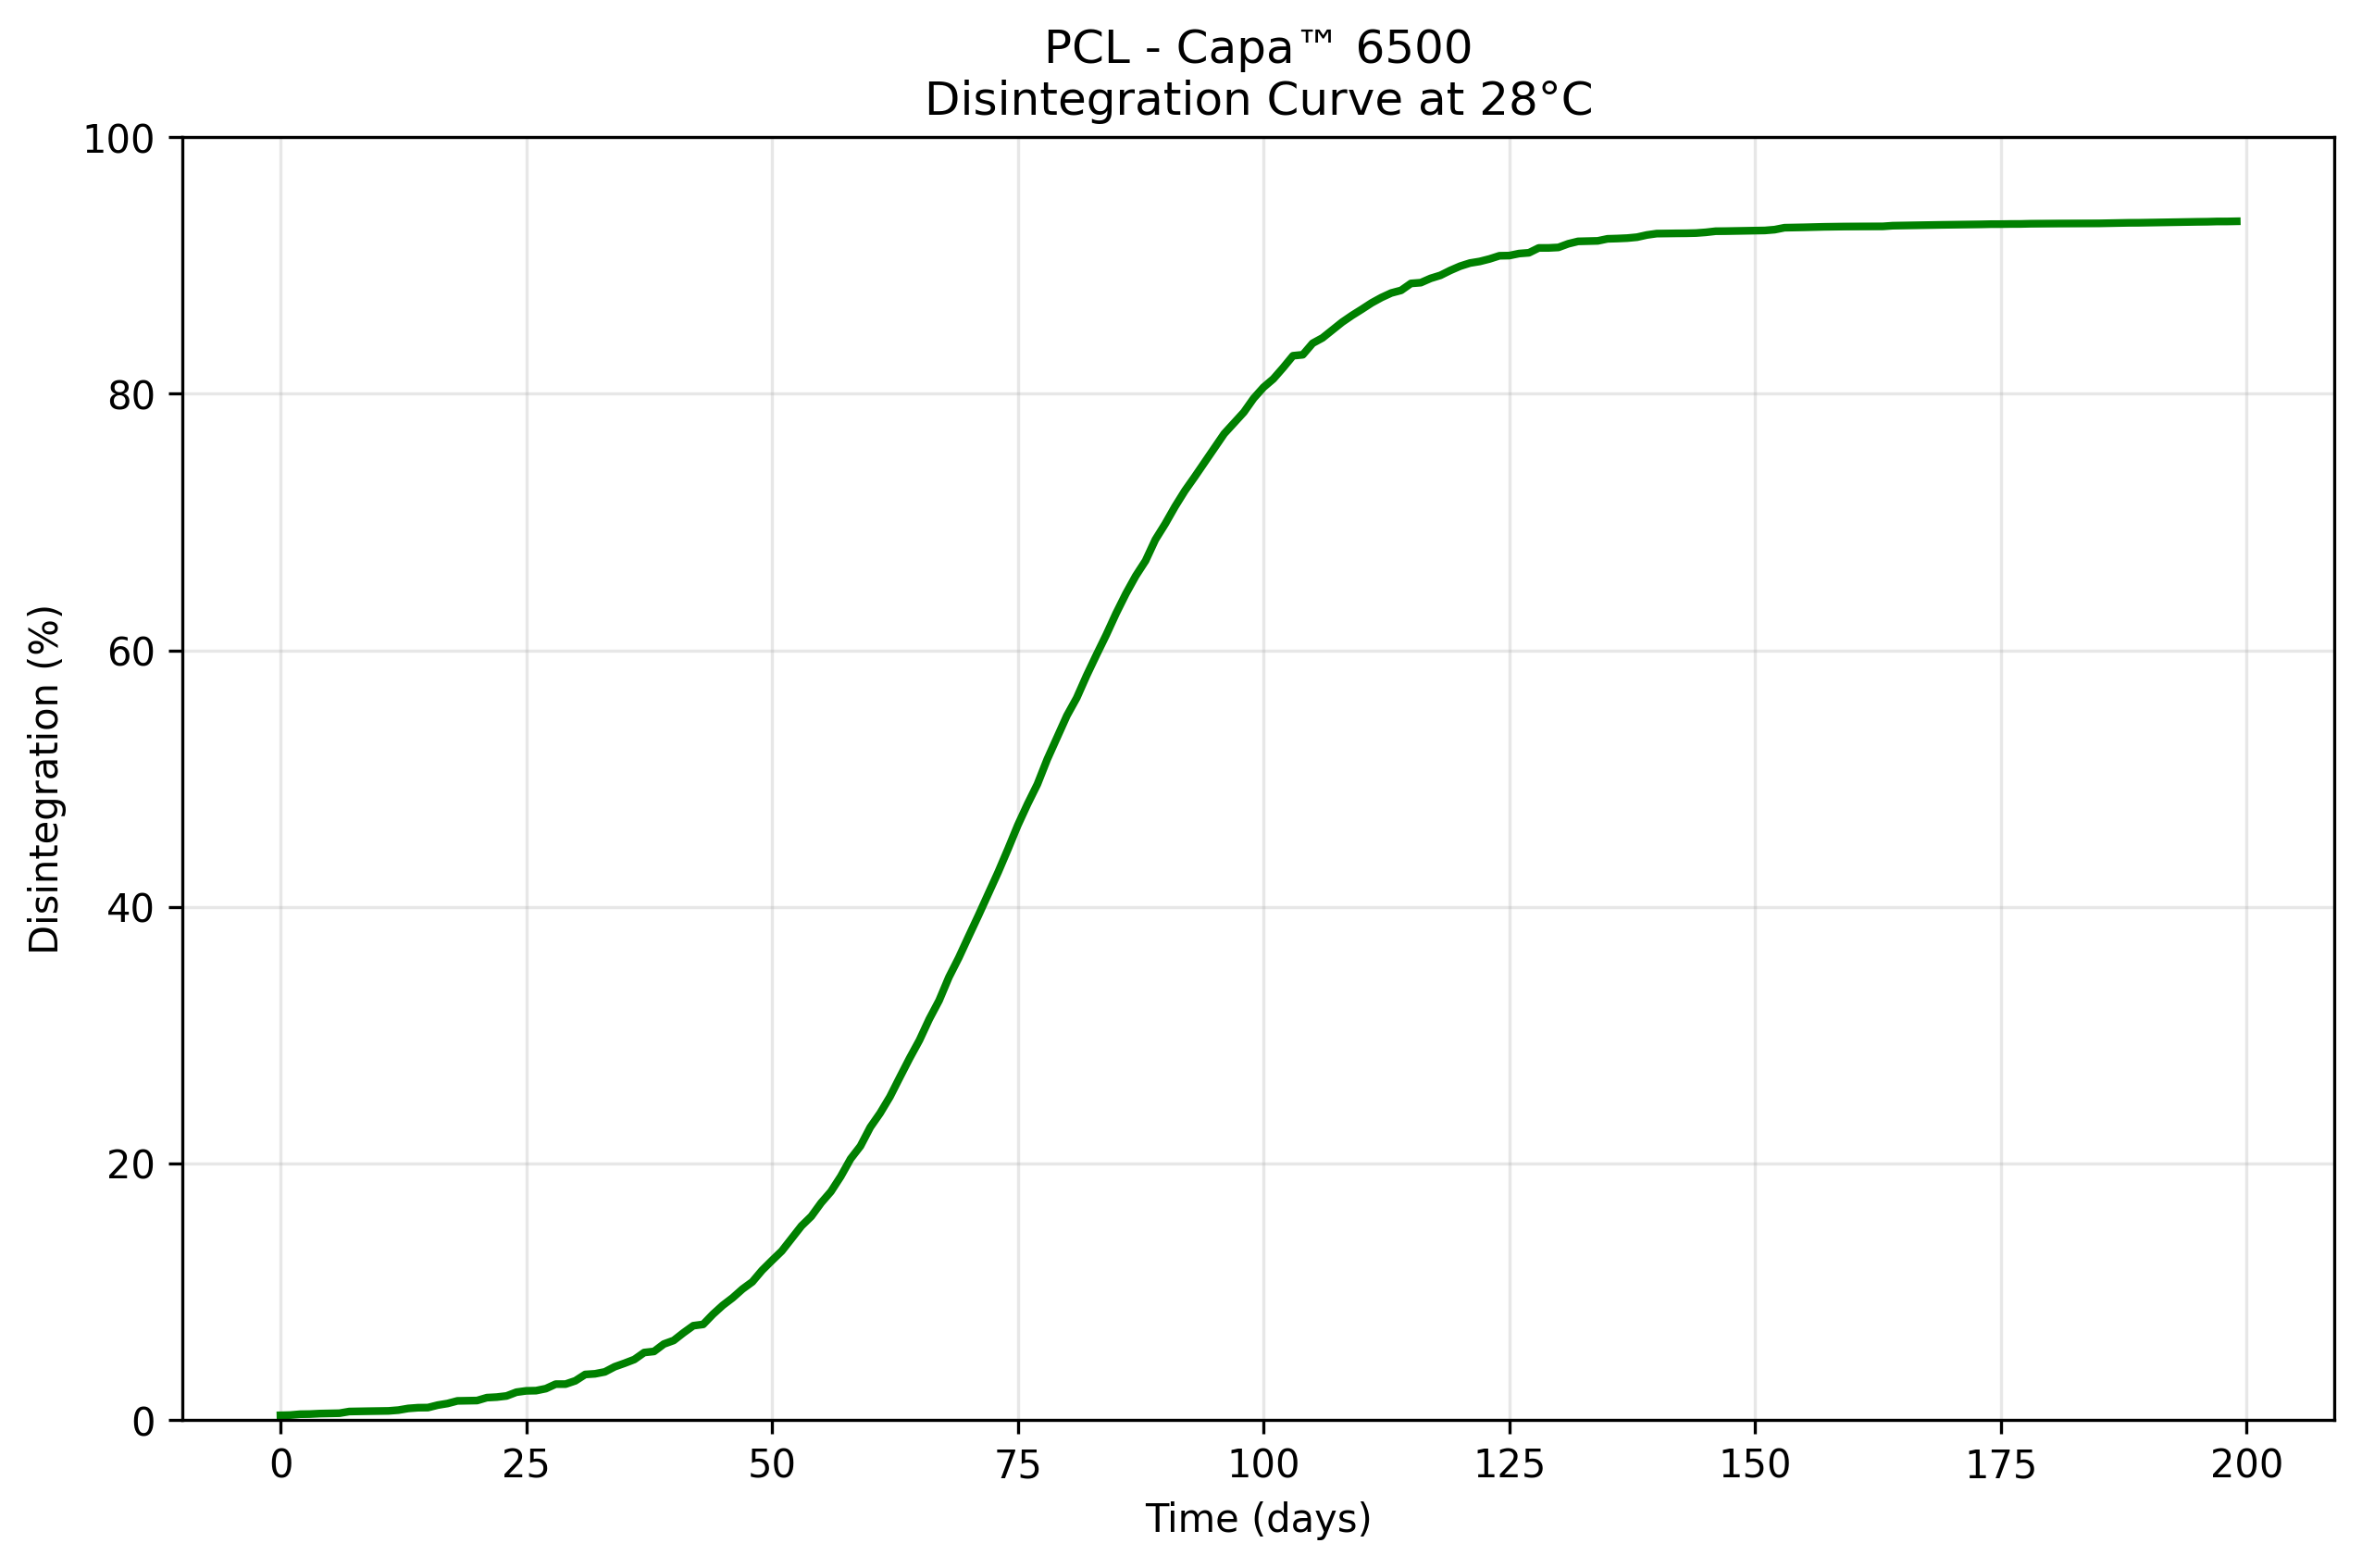 PCL - Capa™ 6500
Disintegration Curve at 28°C
100
80
60
40
20
0
Disintegration (%)
0 25 50 75 100 125 150 175 200
Time (days)